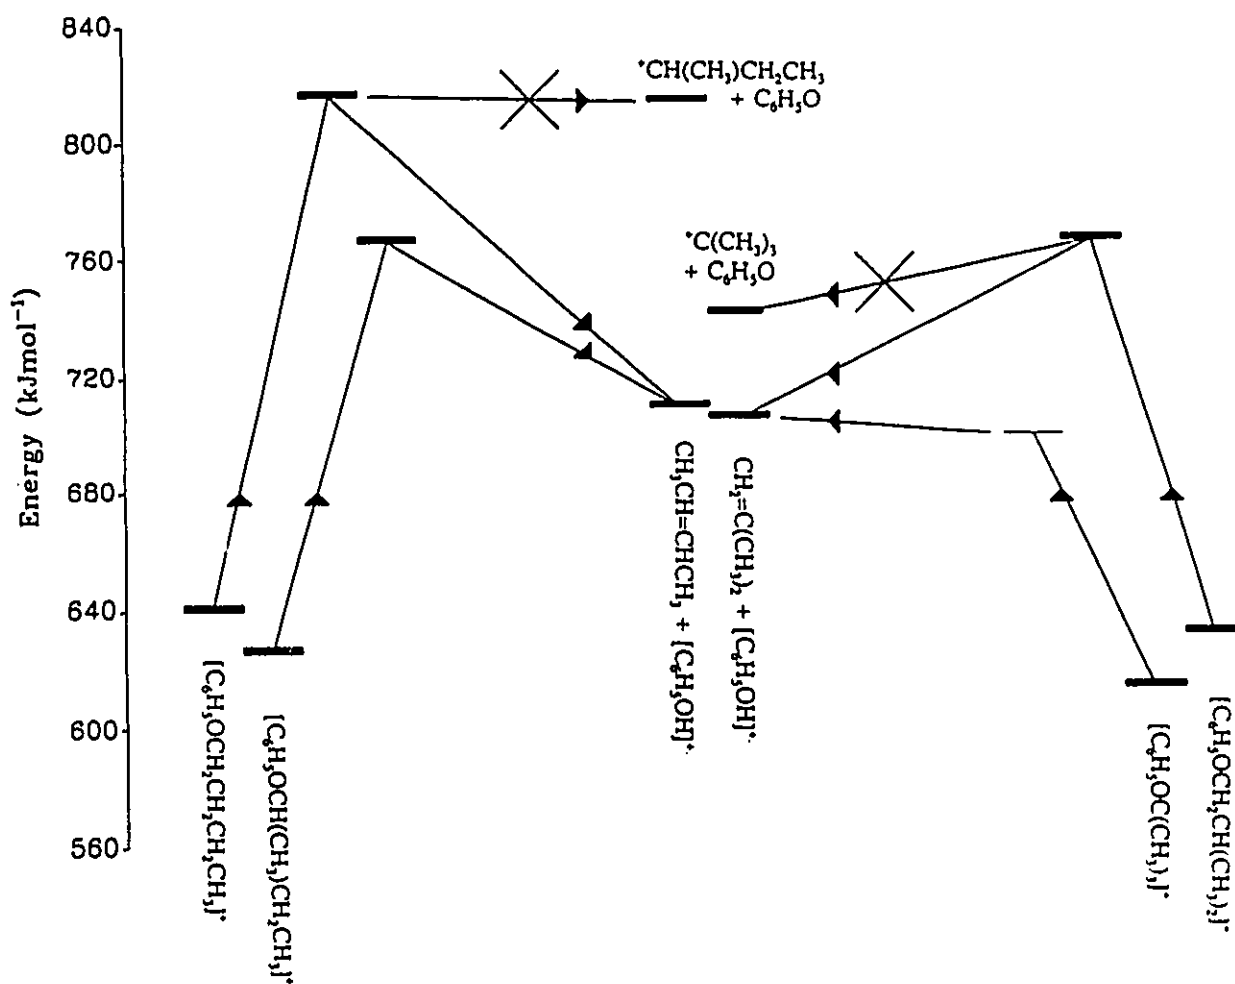 840
800
760
720
680
640
600
560
Energy (kJmol⁻¹)
⁺CH(CH₃)CH₂CH₃
+ C₆H₅O
⁺C(CH₃)₃
+ C₆H₅O
CH₃CH=CHCH₃ + [C₆H₅OH]⁺·
CH₂=C(CH₃)₂ + [C₆H₅OH]⁺·
[C₆H₅OCH₂CH₂CH₂CH₃]⁺
[C₆H₅OCH(CH₃)CH₂CH₃]⁺
[C₆H₅OC(CH₃)₃]⁺
[C₆H₅OCH₂CH(CH₃)₂]⁺